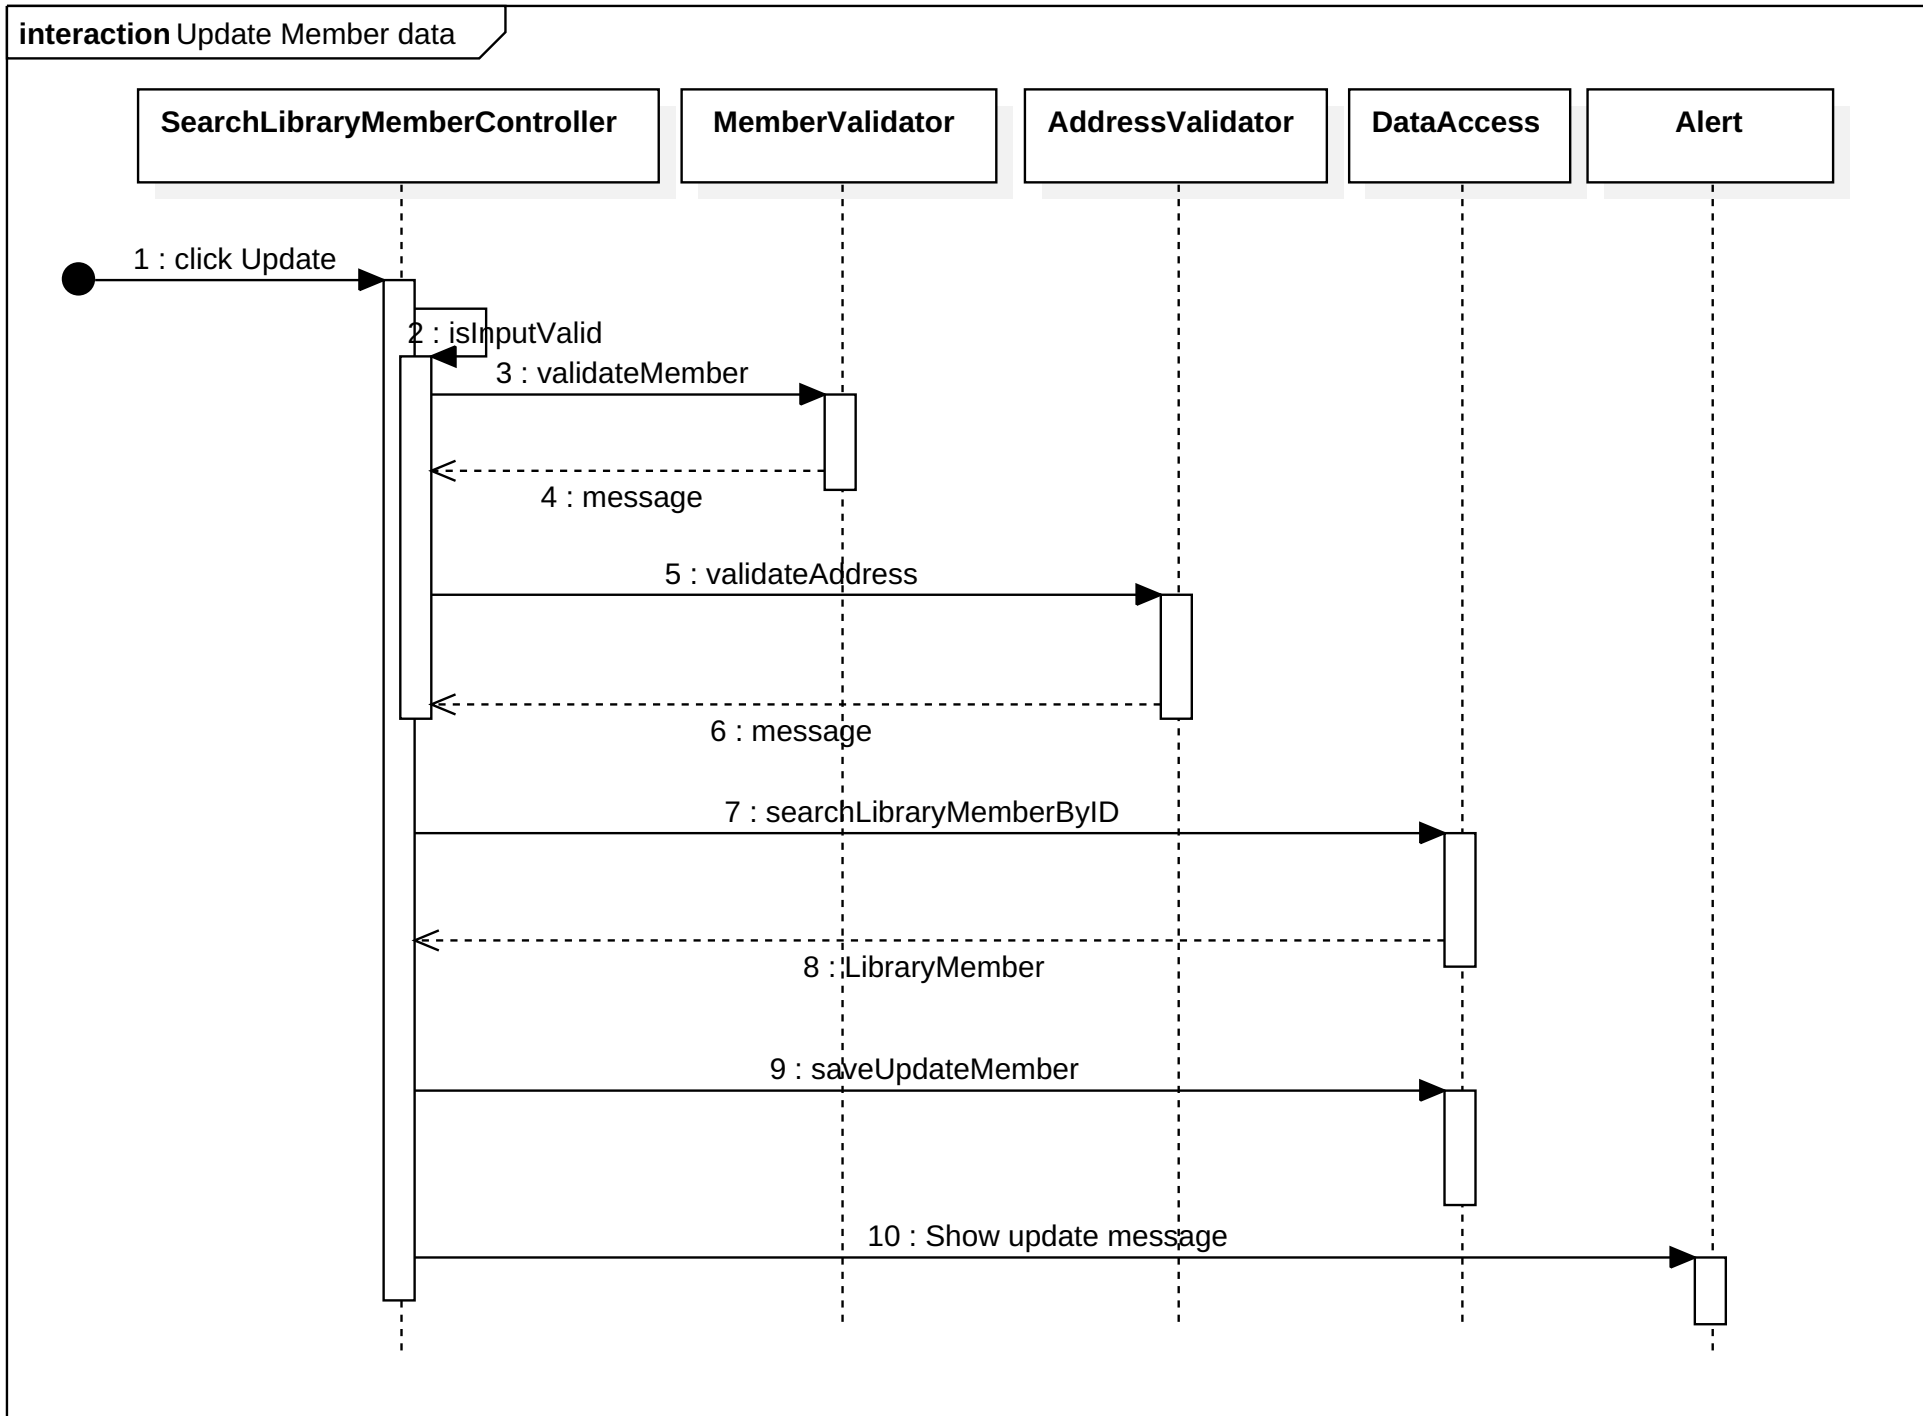 interaction Update Member data
SearchLibraryMemberController
MemberValidator
AddressValidator
DataAccess
Alert
1 : click Update
2 : isInputValid
3 : validateMember
4 : message
5 : validateAddress
6 : message
7 : searchLibraryMemberByID
8 : LibraryMember
9 : saveUpdateMember
10 : Show update message